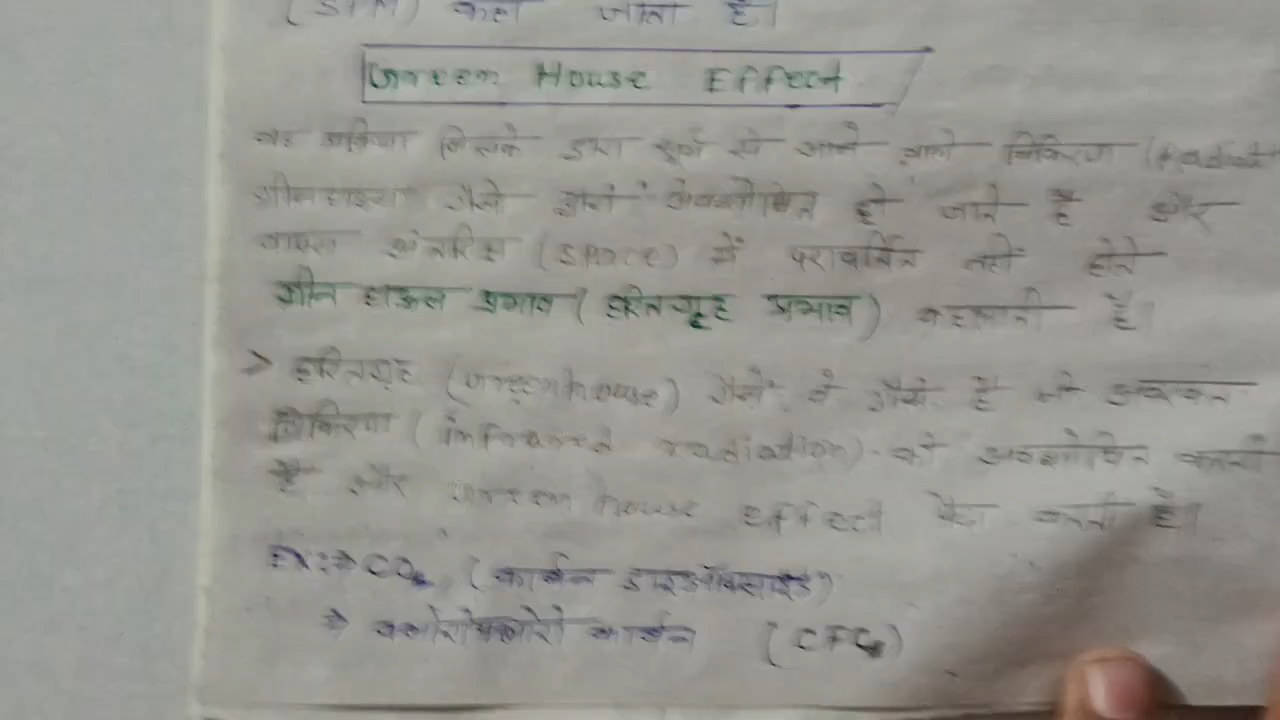 (SPM) कहा जाता है।
Green House Effect
वह प्रक्रिया जिसके द्वारा सूर्य से आने वाले विकिरण (Radiat
ग्रीनहाउस गैसों द्वारा अवशोषित हो जाते हैं और
वापस अंतरिक्ष (space) में परावर्तित नहीं होते
ग्रीन हाऊस प्रभाव (हरितगृह प्रभाव) कहलाती है।
> हरितगृह (Greenhouse) गैसें वे गैसें है जो अवरक्त
विकिरण (infrared radiation) को अवशोषित करती
है और Green house effect पैदा करती है।
Ex:→ CO₂ (कार्बन डाइऑक्साइड)
→ क्लोरोफ्लोरो कार्बन (CFCs)